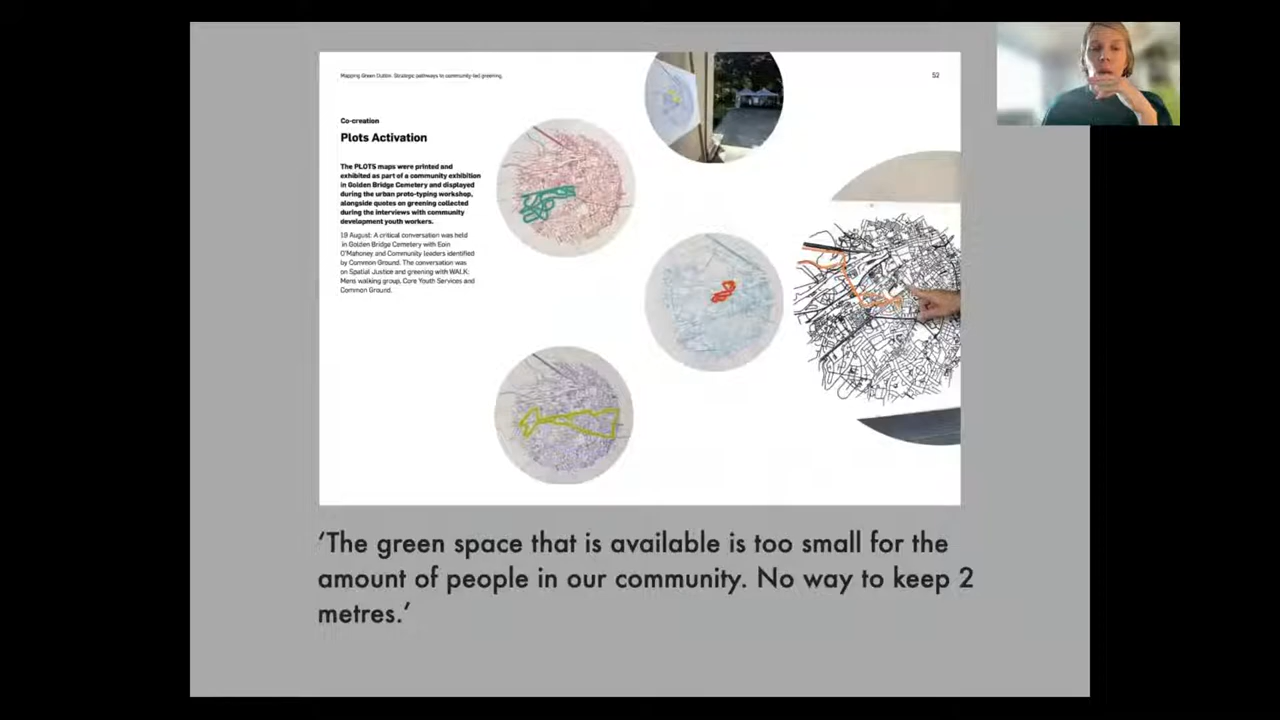 Mapping Green Dublin. Strategic pathways to community-led greening.
52
Co-creation
Plots Activation
The PLOTS maps were printed and
exhibited as part of a community exhibition
in Golden Bridge Cemetery and displayed
during the urban proto-typing workshop,
alongside quotes on greening collected
during the interviews with community
development youth workers.
19 August: A critical conversation was held
in Golden Bridge Cemetery with Eoin
O'Mahoney and Community leaders identified
by Common Ground. The conversation was
on Spatial Justice and greening with WALK:
Mens walking group, Core Youth Services and
Common Ground.
‘The green space that is available is too small for the
amount of people in our community. No way to keep 2
metres.’